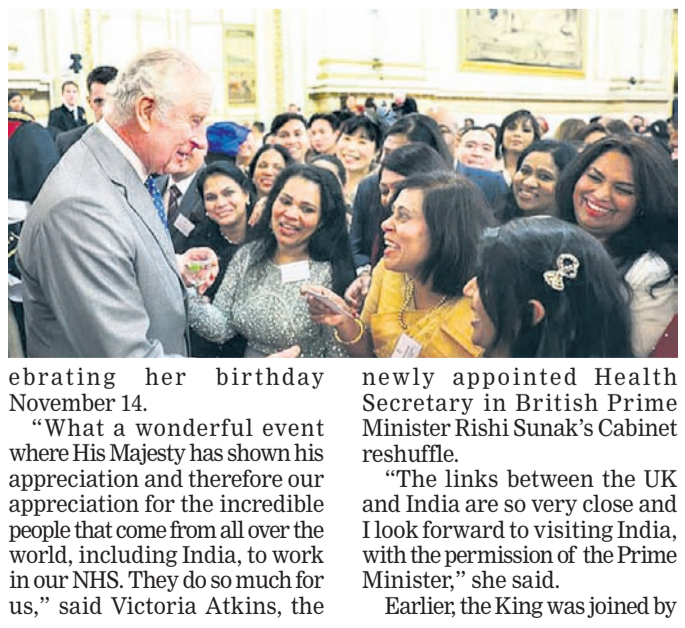 ebrating her birthday
November 14.
“What a wonderful event
where His Majesty has shown his
appreciation and therefore our
appreciation for the incredible
people that come from all over the
world, including India, to work
in our NHS. They do so much for
us,” said Victoria Atkins, the
newly appointed Health
Secretary in British Prime
Minister Rishi Sunak’s Cabinet
reshuffle.
“The links between the UK
and India are so very close and
I look forward to visiting India,
with the permission of the Prime
Minister,” she said.
Earlier, the King was joined by